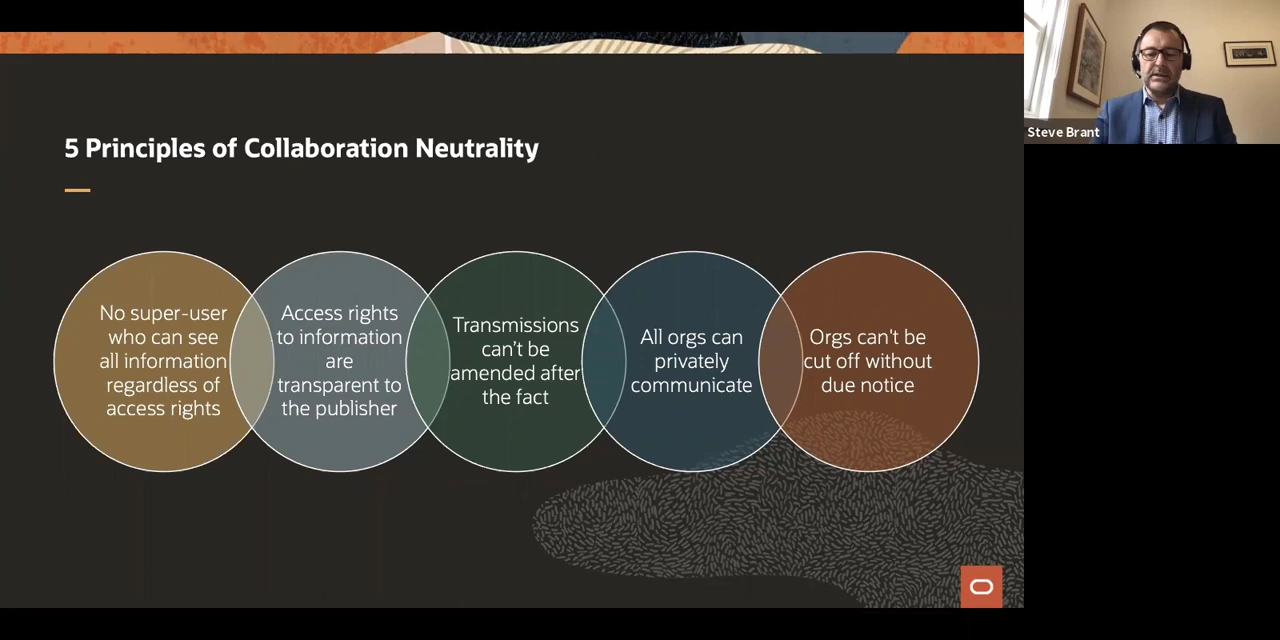 5 Principles of Collaboration Neutrality
No super-user
who can see
all information
regardless of
access rights
Access rights
to information
are
transparent to
the publisher
Transmissions
can't be
amended after
the fact
All orgs can
privately
communicate
Orgs can't be
cut off without
due notice
Steve Brant